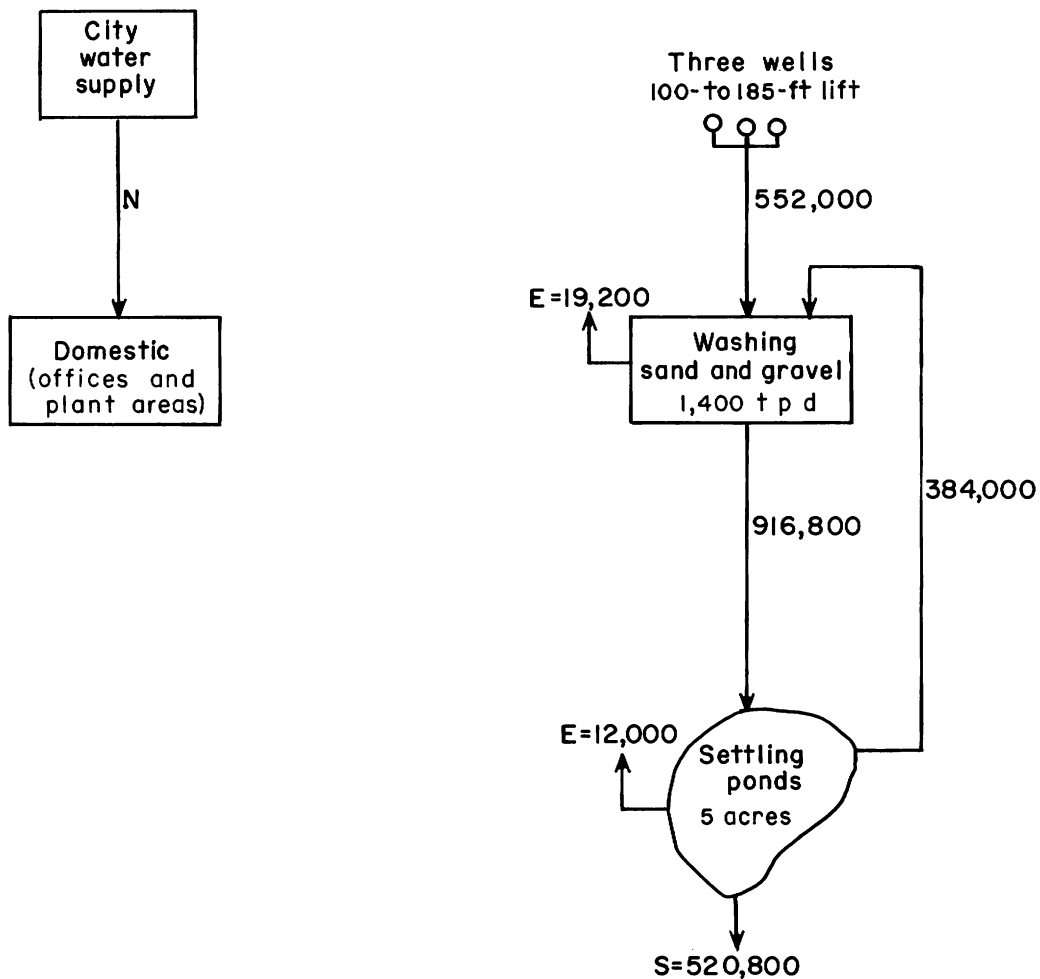 City
water
supply
N
Domestic
(offices and
plant areas)
Three wells
100-to 185-ft lift
552,000
E=19,200
Washing
sand and gravel
1,400 t p d
384,000
916,800
E=12,000
Settling
ponds
5 acres
S=520,800